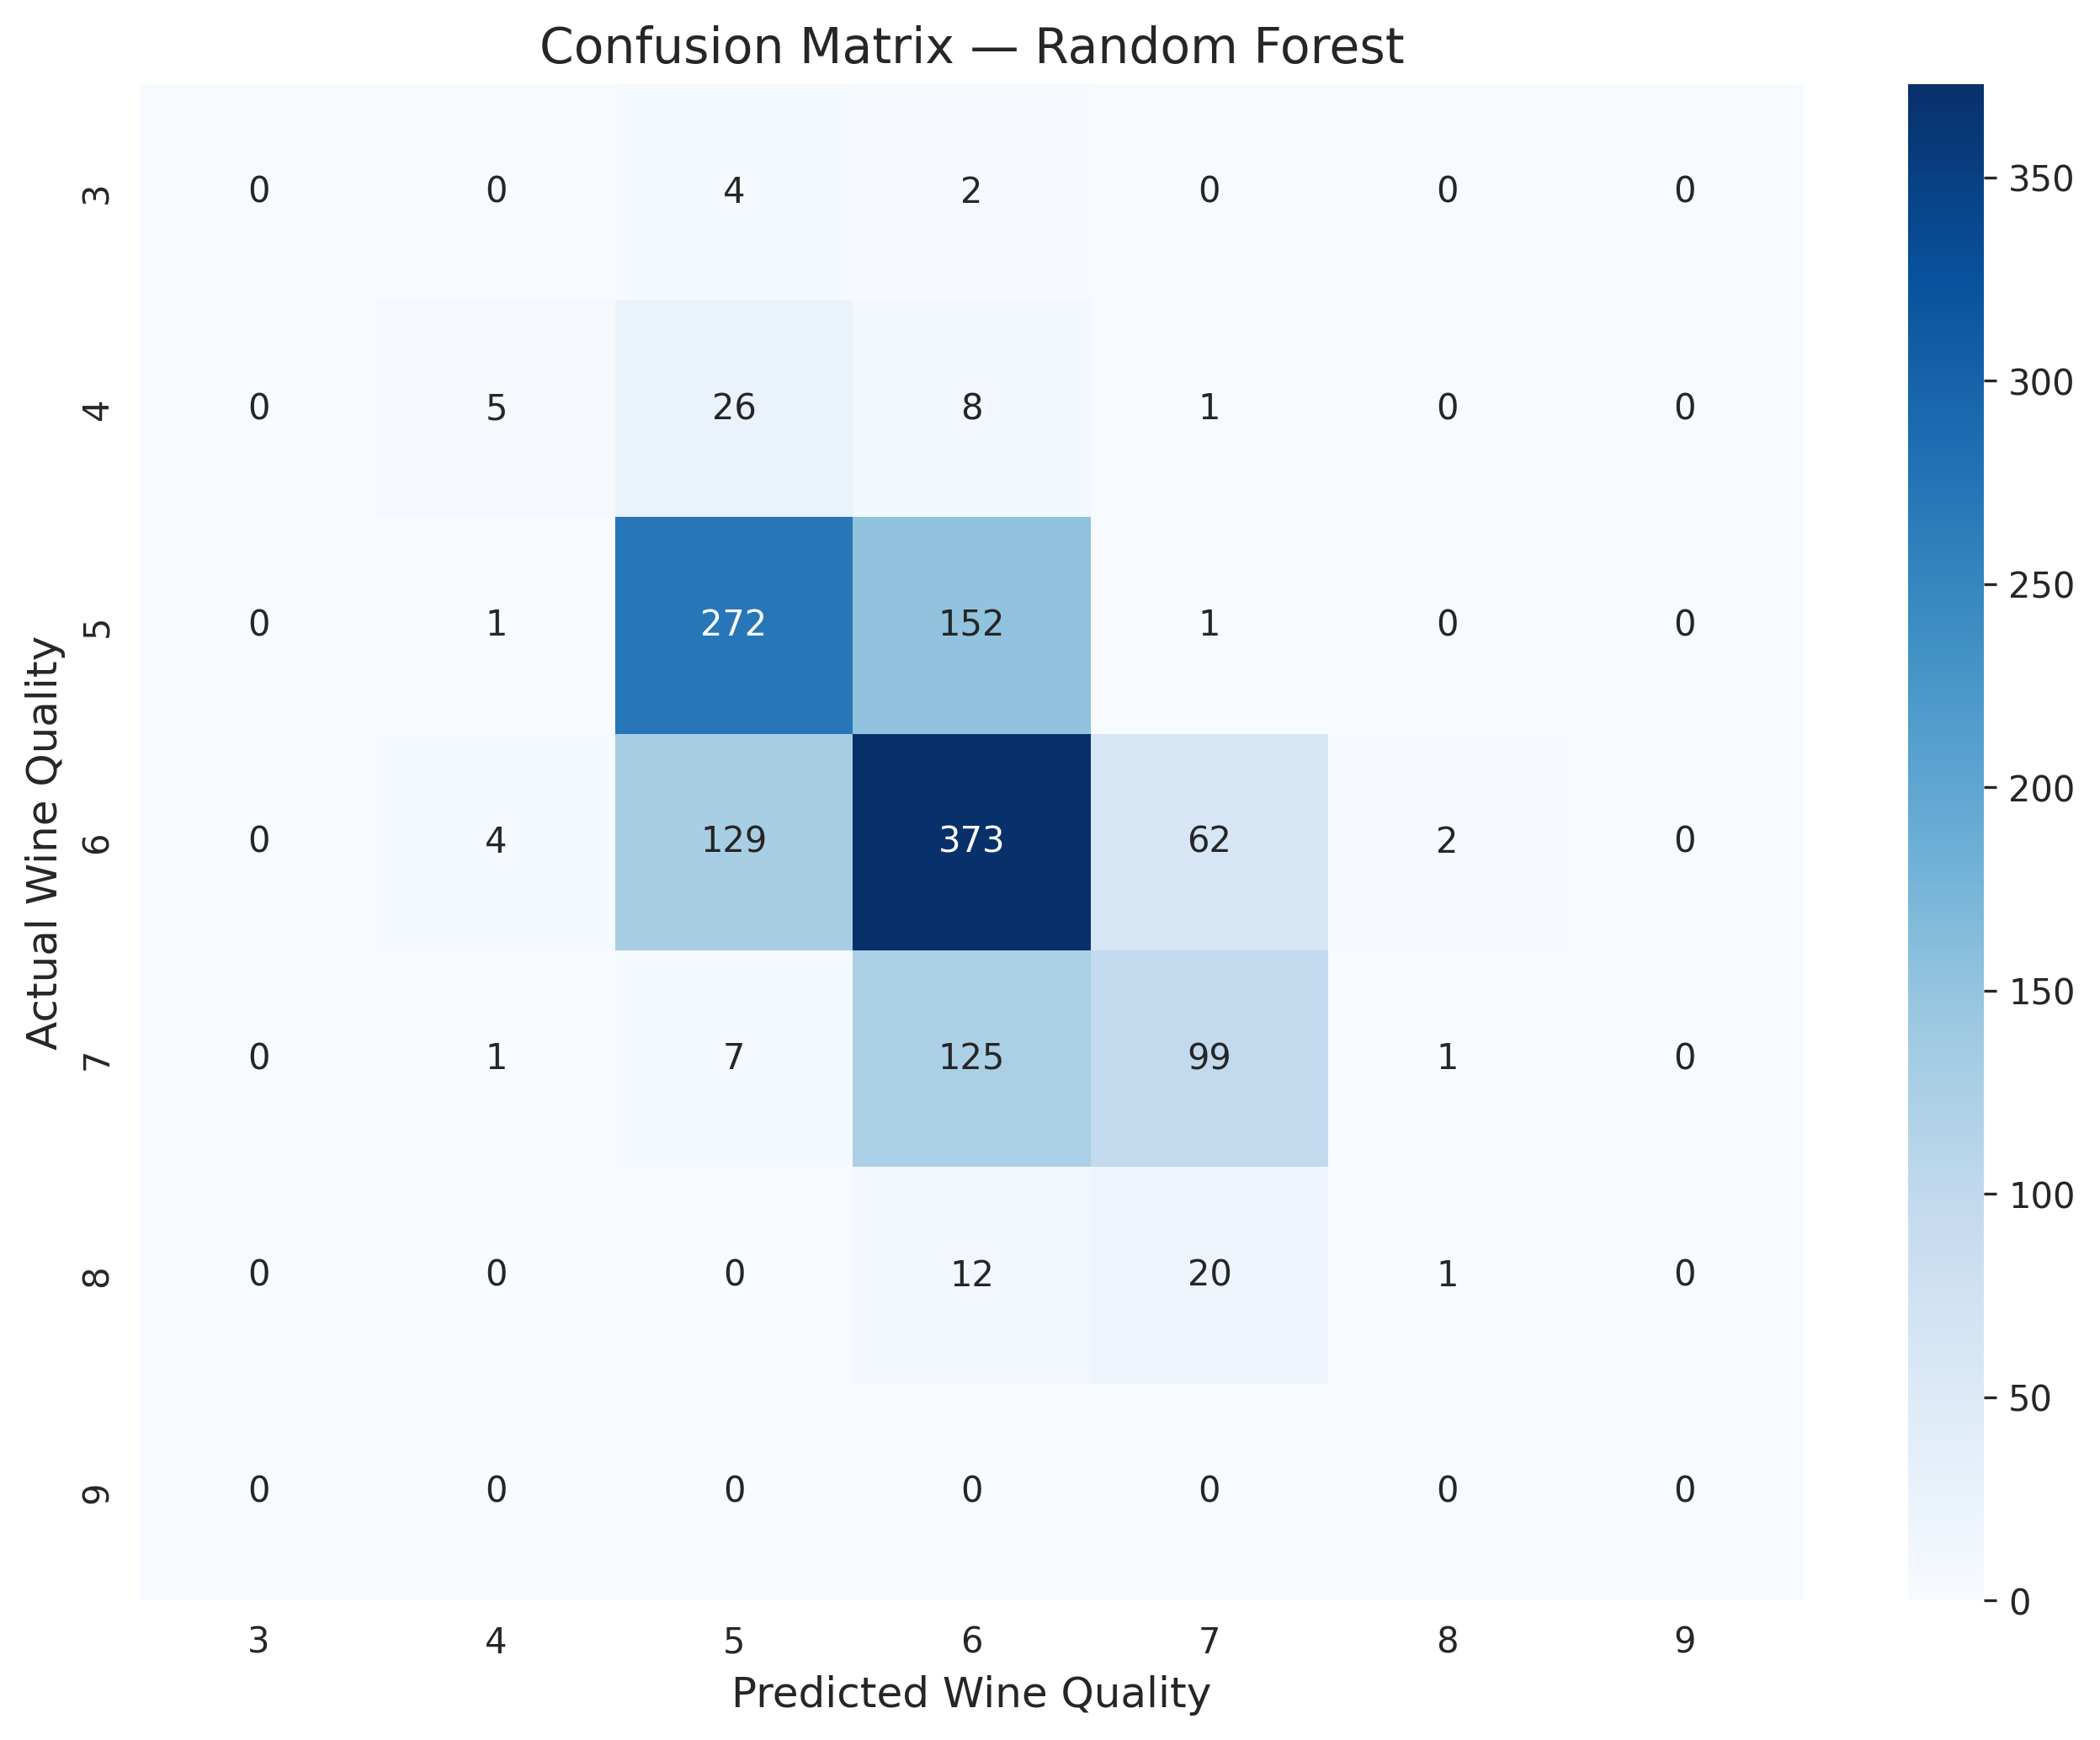 Confusion Matrix — Random Forest
Actual Wine Quality
3 0 0 4 2 0 0 0
4 0 5 26 8 1 0 0
5 0 1 272 152 1 0 0
6 0 4 129 373 62 2 0
7 0 1 7 125 99 1 0
8 0 0 0 12 20 1 0
9 0 0 0 0 0 0 0
3 4 5 6 7 8 9
Predicted Wine Quality
350
300
250
200
150
100
50
0